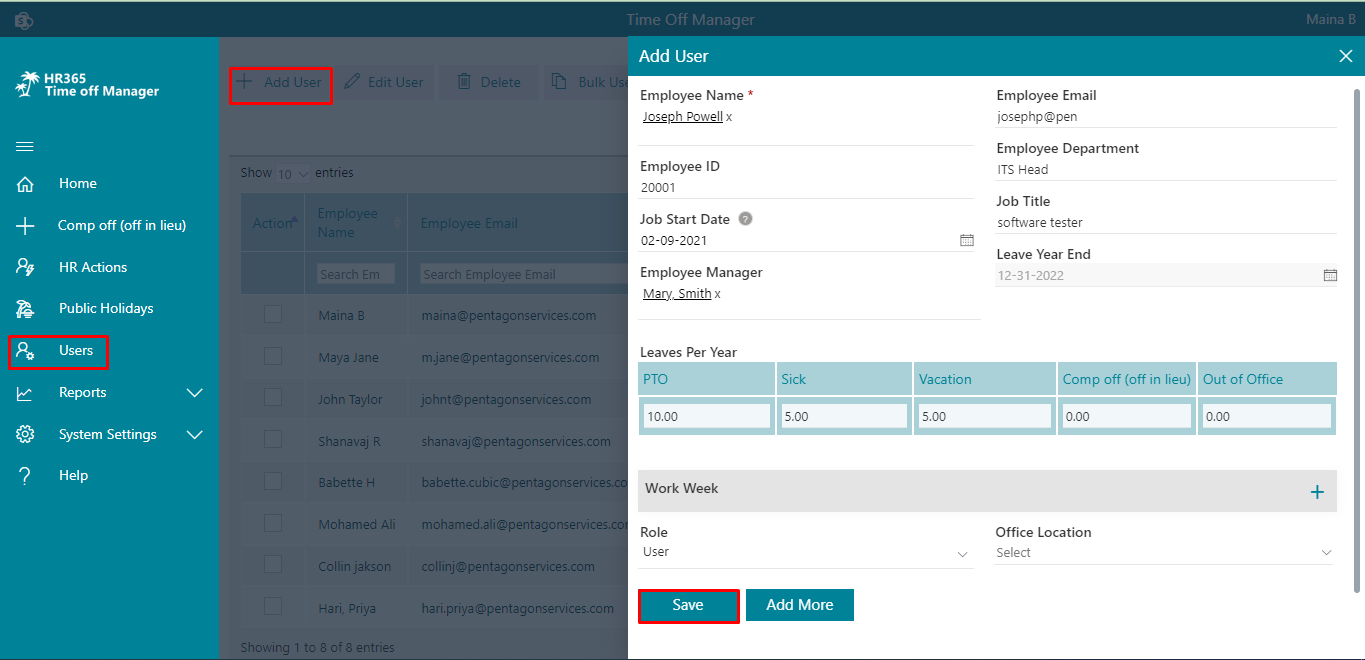 Time Off Manager
Maina B
HR365
Time off Manager
Home
Comp off (off in lieu)
HR Actions
Public Holidays
Users
Reports
System Settings
Help
Add User
Edit User
Delete
Bulk Use
Show 10 entries
Action
Employee Name
Employee Email
Search Em
Search Employee Email
Maina B maina@pentagonservices.com
Maya Jane m.jane@pentagonservices.com
John Taylor johnt@pentagonservices.com
Shanavaj R shanavaj@pentagonservices.com
Babette H babette.cubic@pentagonservices.co
Mohamed Ali mohamed.ali@pentagonservices.com
Collin jakson collinj@pentagonservices.com
Hari, Priya hari.priya@pentagonservices.com
Showing 1 to 8 of 8 entries
Add User
Employee Name *
Joseph Powell x
Employee Email
josephp@pen
Employee ID
20001
Employee Department
ITS Head
Job Start Date ?
02-09-2021
Job Title
software tester
Employee Manager
Mary, Smith x
Leave Year End
12-31-2022
Leaves Per Year
PTO Sick Vacation Comp off (off in lieu) Out of Office
10.00 5.00 5.00 0.00 0.00
Work Week
Role
User
Office Location
Select
Save
Add More